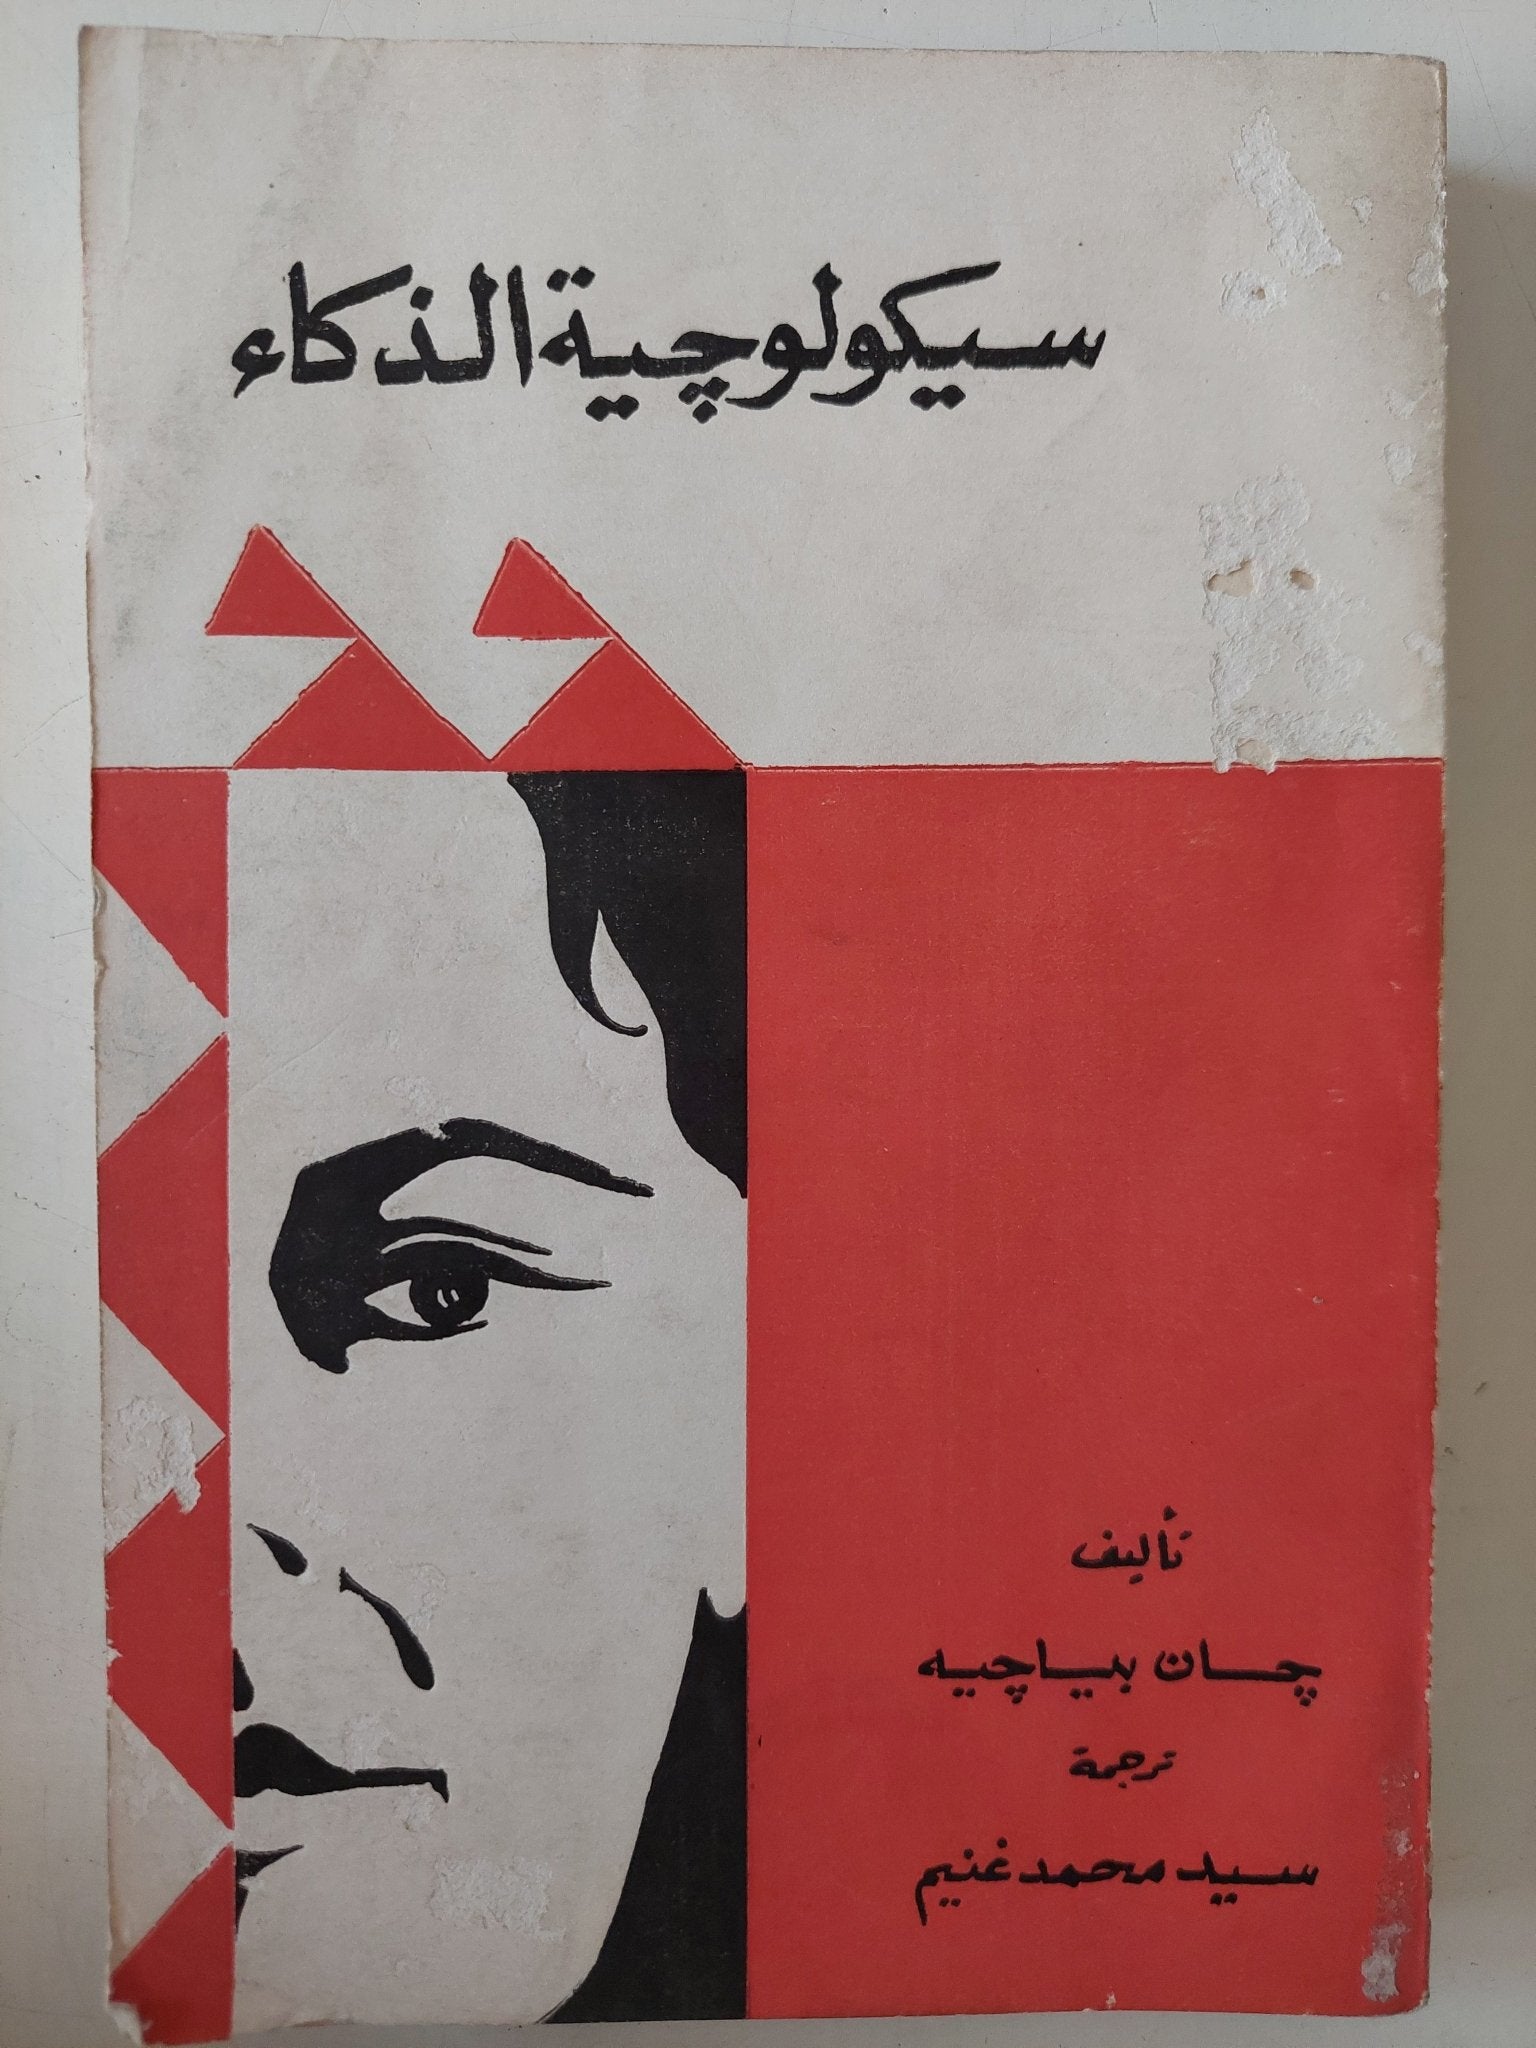 سيكولوچية الذكاء
تأليف
چان بياچيه
ترجمة
سيد محمد غنيم